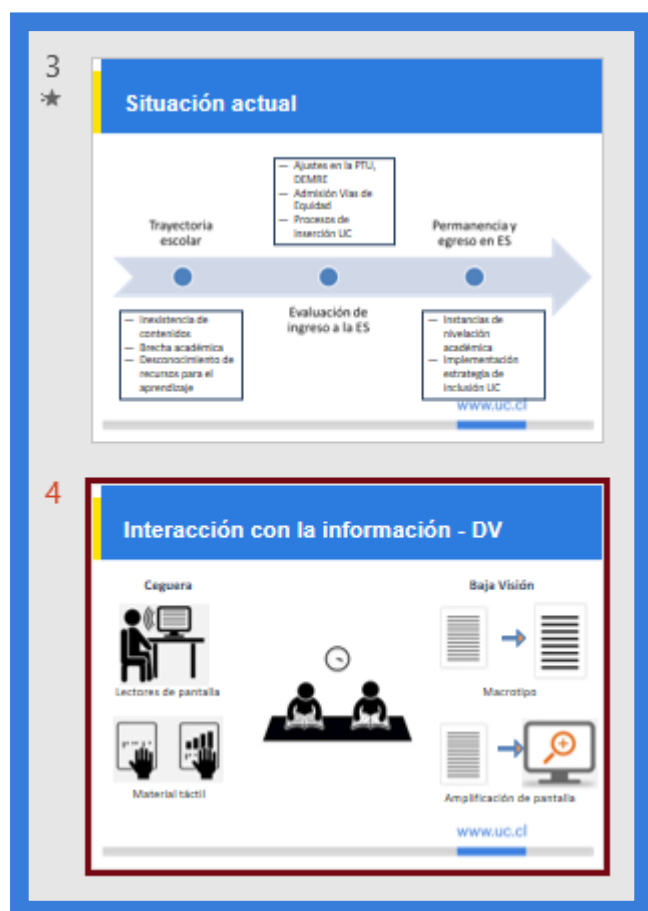 3
Situación actual
— Ajustes en la PTU,
DEMRE
— Admisión Vías de
Equidad
— Procesos de
Inserción UC
Trayectoria
escolar
Permanencia y
egreso en ES
Evaluación de
ingreso a la ES
— Inexistencia de
contenidos
— Brecha académica
— Desconocimiento de
recursos para el
aprendizaje
— Instancias de
nivelación
académica
— Implementación
estrategia de
Inclusión UC
www.uc.cl
4
Interacción con la información - DV
Ceguera
Baja Visión
Lectores de pantalla
Macrotipo
Material táctil
Amplificación de pantalla
www.uc.cl